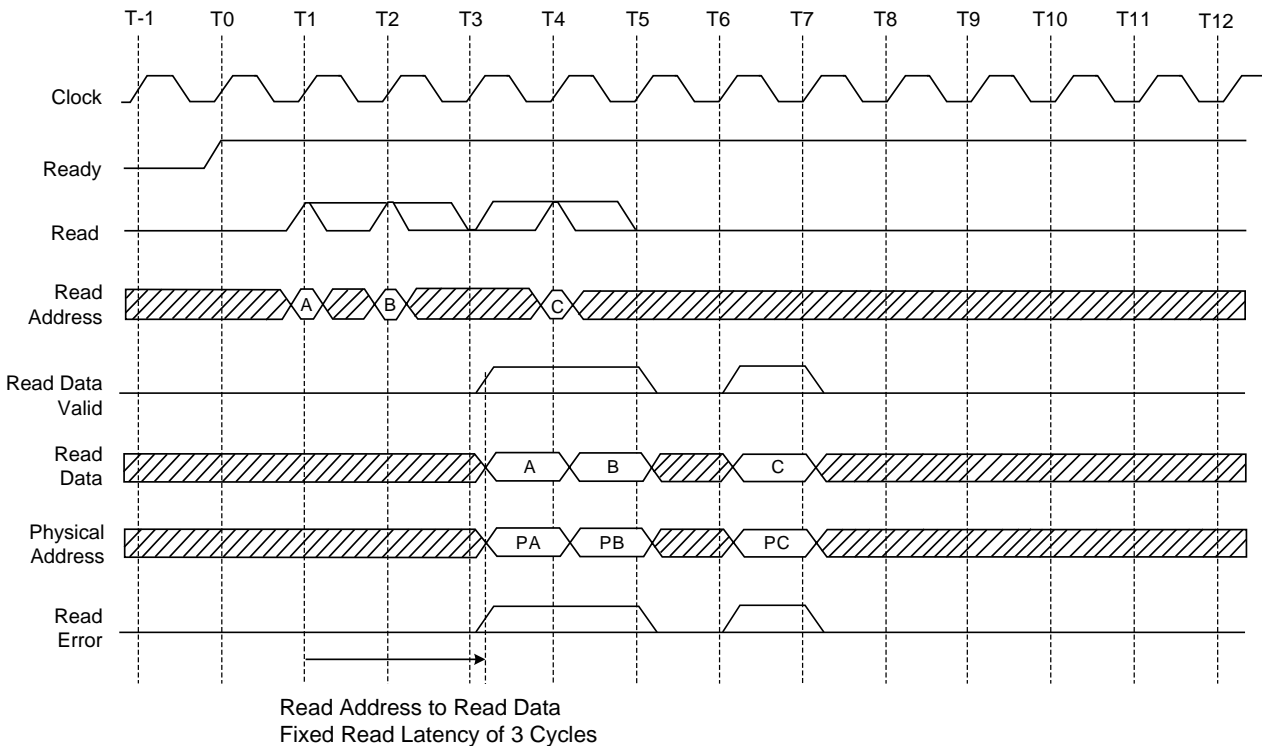 T-1 T0 T1 T2 T3 T4 T5 T6 T7 T8 T9 T10 T11 T12
Clock
Ready
Read
Read
Address
A B C
Read Data
Valid
Read
Data
A B C
Physical
Address
PA PB PC
Read
Error
Read Address to Read Data
Fixed Read Latency of 3 Cycles